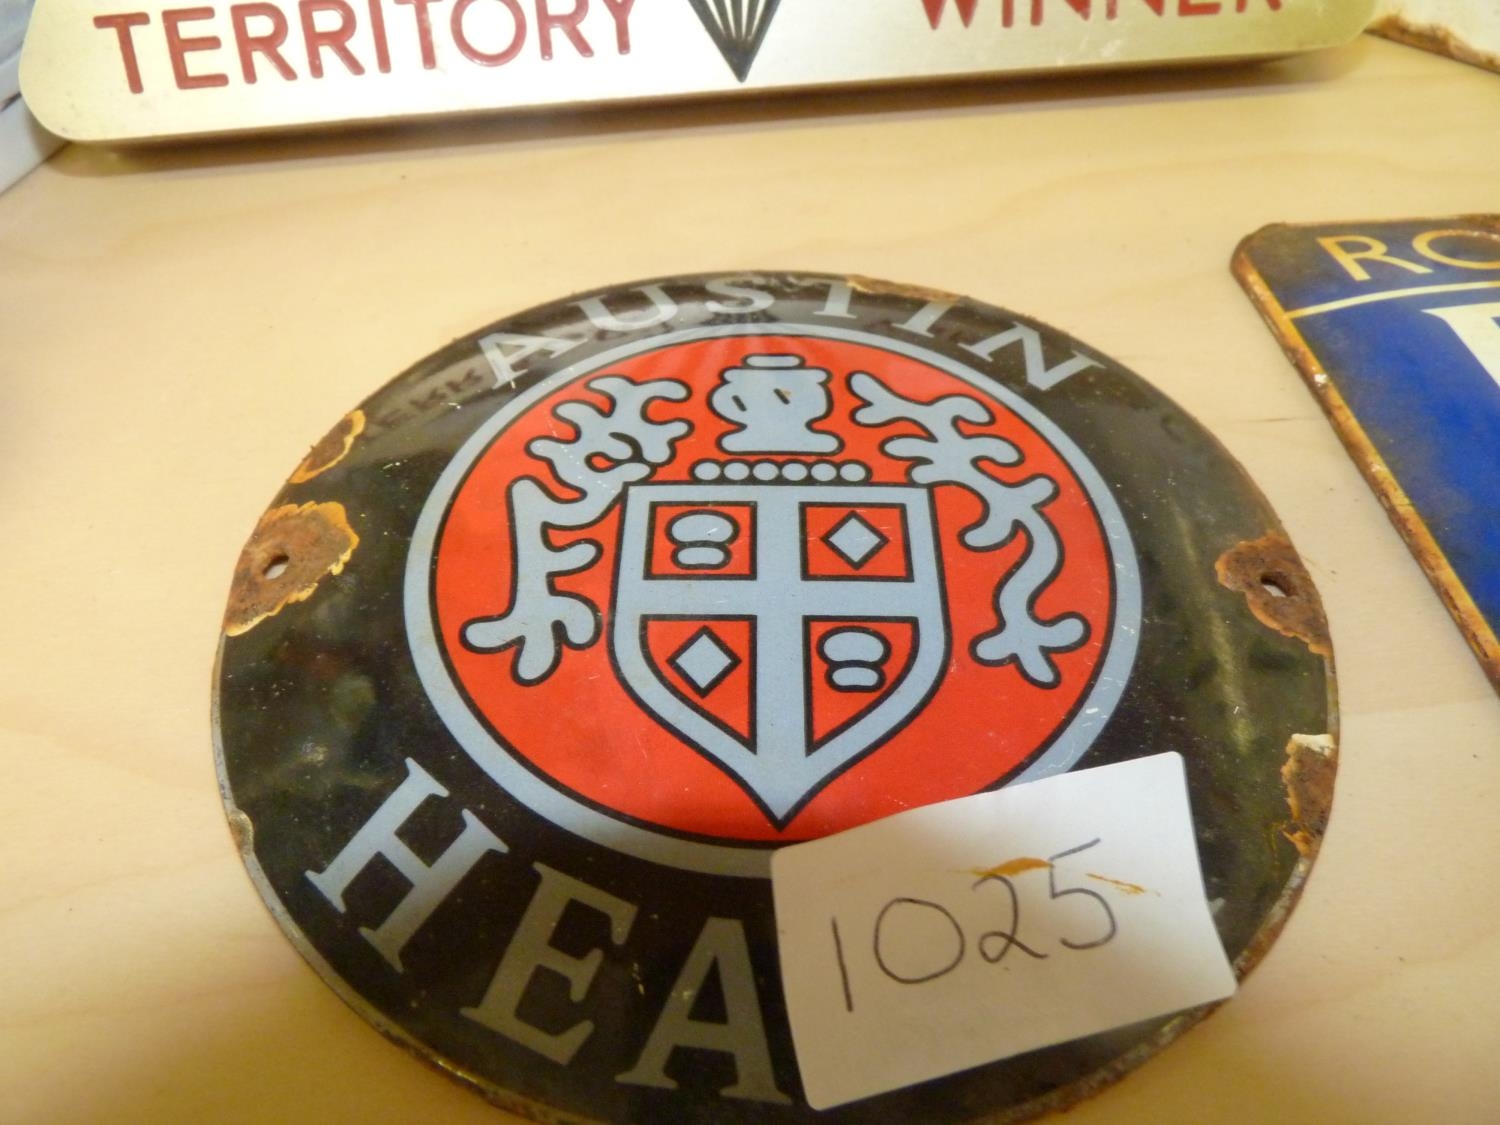 TERRITORY WINNER
RO
AUSTIN
HEA
1025